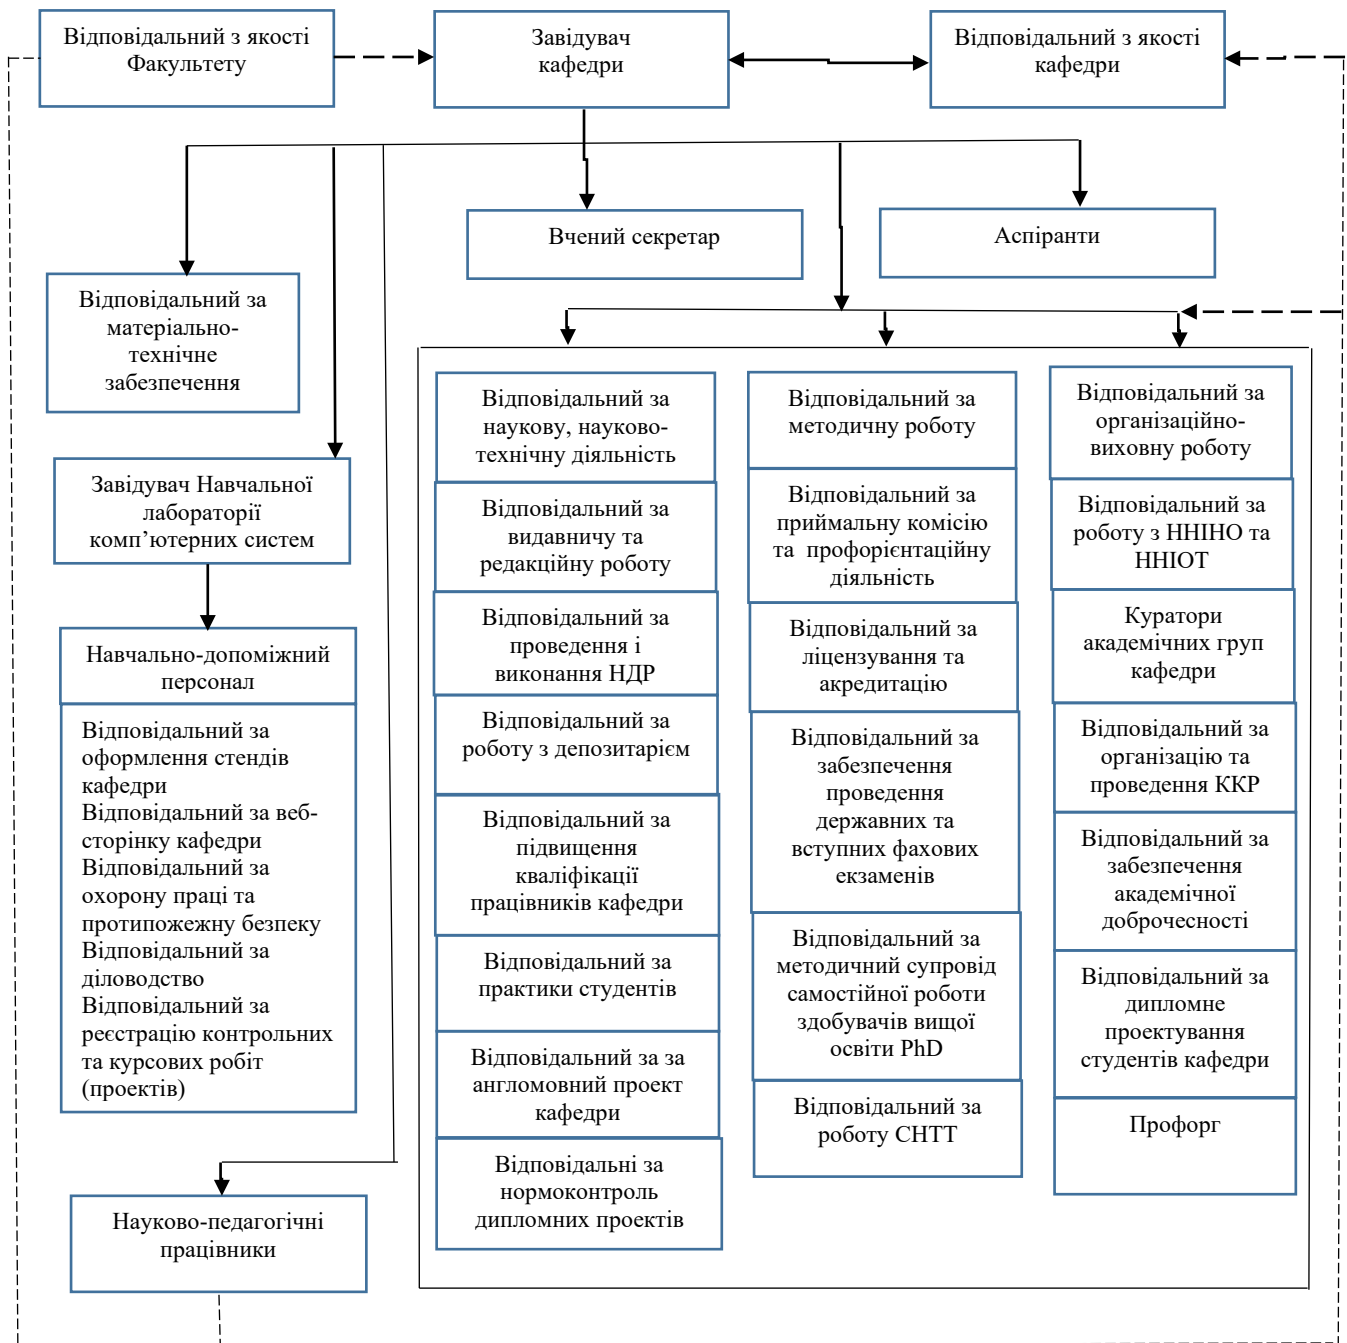 Відповідальний з якості
Факультету
Завідувач
кафедри
Відповідальний з якості
кафедри
Вчений секретар
Аспіранти
Відповідальний за
матеріально-
технічне
забезпечення
Завідувач Навчальної
лабораторії
комп’ютерних систем
Навчально-допоміжний
персонал
Відповідальний за
оформлення стендів
кафедри
Відповідальний за веб-
сторінку кафедри
Відповідальний за
охорону праці та
протипожежну безпеку
Відповідальний за
діловодство
Відповідальний за
реєстрацію контрольних
та курсових робіт
(проектів)
Науково-педагогічні
працівники
Відповідальний за
наукову, науково-
технічну діяльність
Відповідальний за
видавничу та
редакційну роботу
Відповідальний за
проведення і
виконання НДР
Відповідальний за
роботу з депозитарієм
Відповідальний за
підвищення
кваліфікації
працівників кафедри
Відповідальний за
практики студентів
Відповідальний за за
англомовний проект
кафедри
Відповідальні за
нормоконтроль
дипломних проектів
Відповідальний за
методичну роботу
Відповідальний за
приймальну комісію
та профорієнтаційну
діяльність
Відповідальний за
ліцензування та
акредитацію
Відповідальний за
забезпечення
проведення
державних та
вступних фахових
екзаменів
Відповідальний за
методичний супровід
самостійної роботи
здобувачів вищої
освіти PhD
Відповідальний за
роботу СНТТ
Відповідальний за
організаційно-
виховну роботу
Відповідальний за
роботу з ННІНО та
ННІОТ
Куратори
академічних груп
кафедри
Відповідальний за
організацію та
проведення ККР
Відповідальний за
забезпечення
академічної
доброчесності
Відповідальний за
дипломне
проектування
студентів кафедри
Профорг